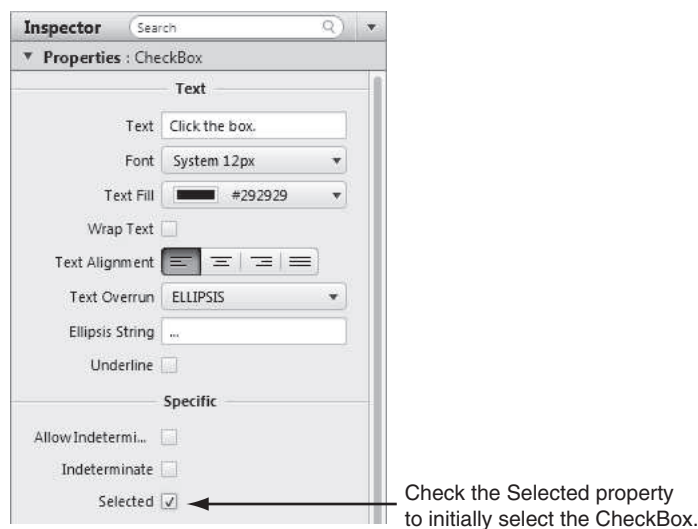 Inspector Search
Properties : CheckBox
Text
Text Click the box.
Font System 12px
Text Fill #292929
Wrap Text
Text Alignment
Text Overrun ELLIPSIS
Ellipsis String ...
Underline
Specific
Allow Indetermi...
Indeterminate
Selected
Check the Selected property
to initially select the CheckBox.